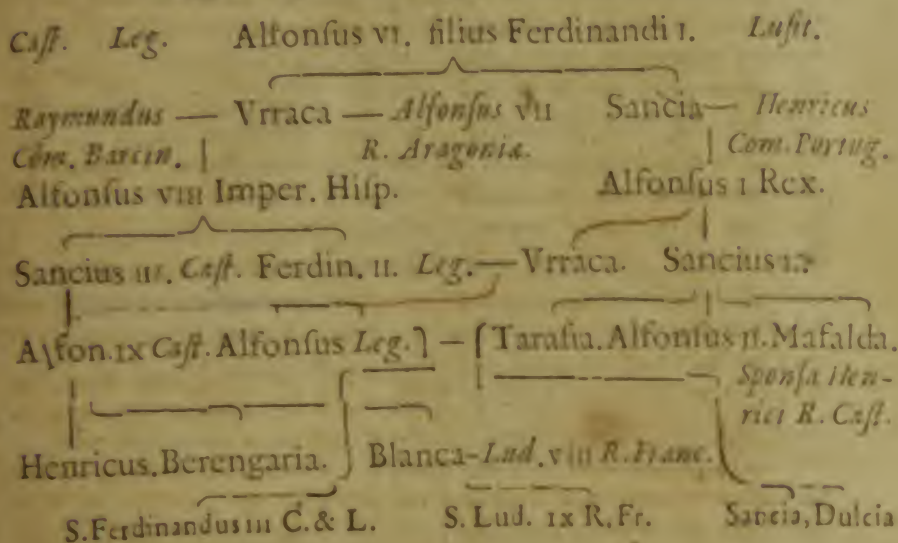 Caſt. Leg. Alfonſus VI. filius Ferdinandi I. Luſit.
Raymundus — Vrraca — Alfonſus VII Sancia — Henricus
Com. Barcin. R. Aragoniæ. Com. Portug.
Alfonſus VIII Imper. Hiſp. Alfonſus I Rex.
Sancius III. Caſt. Ferdin. II. Leg. — Vrraca. Sancius I.
Alfon. IX Caſt. Alfonſus Leg. ] — [ Taraſia. Alfonſus II. Mafalda.
Sponſa Hen-
rici R. Caſt.
Henricus. Berengaria. Blanca - Lud. VIII R. Franc.
S. Ferdinandus III C. & L. S. Lud. IX R. Fr. Sancia, Dulcia